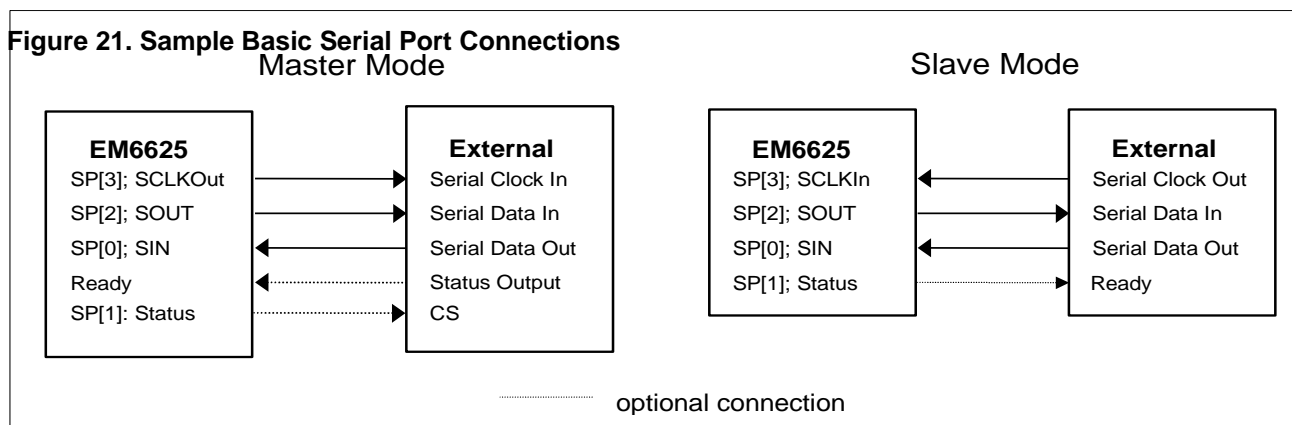 Figure 21. Sample Basic Serial Port Connections
Master Mode
EM6625
SP[3]; SCLKOut
SP[2]; SOUT
SP[0]; SIN
Ready
SP[1]: Status
External
Serial Clock In
Serial Data In
Serial Data Out
Status Output
CS
Slave Mode
EM6625
SP[3]; SCLKIn
SP[2]; SOUT
SP[0]; SIN
SP[1]; Status
External
Serial Clock Out
Serial Data In
Serial Data Out
Ready
optional connection